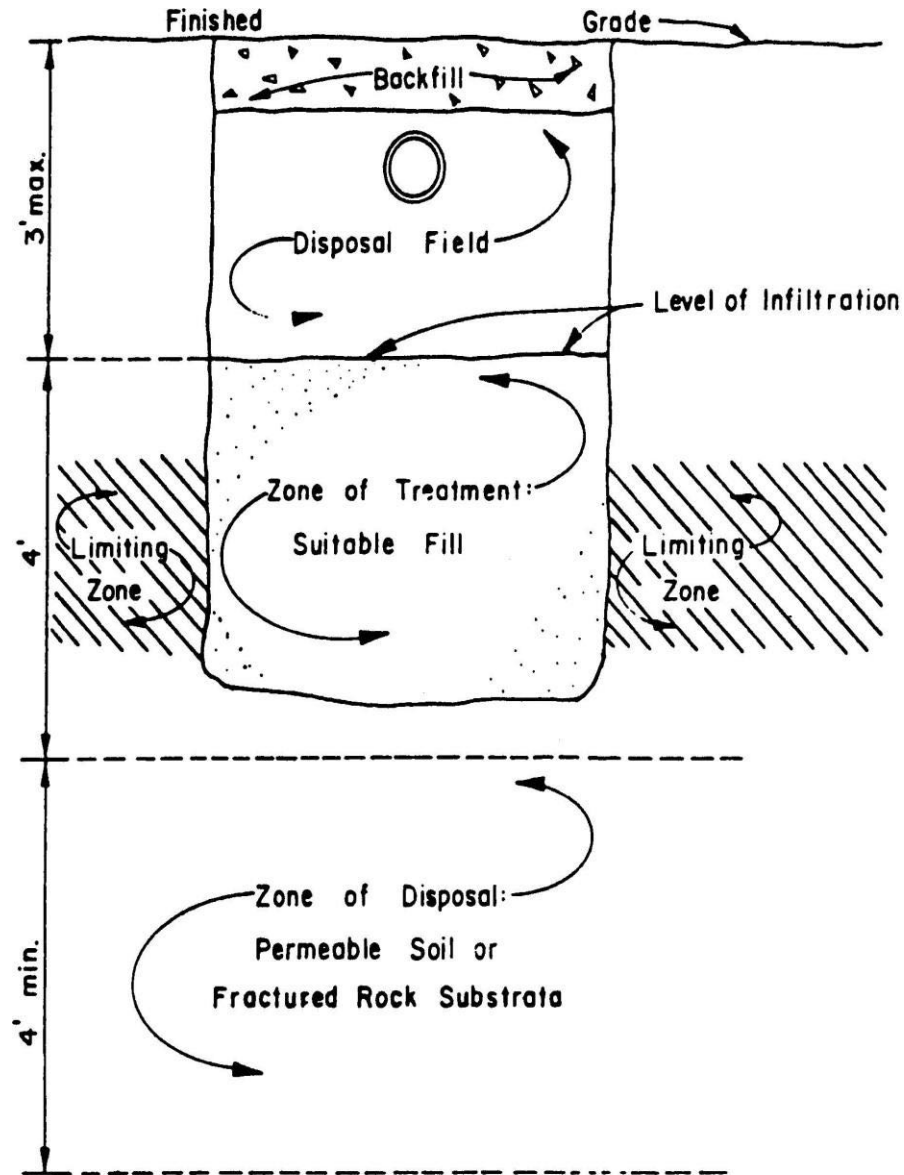 Finished
Grade
Backfill
3' max.
Disposal Field
Level of Infiltration
Zone of Treatment:
Suitable Fill
4'
Limiting
Zone
Limiting
Zone
Zone of Disposal:
Permeable Soil or
Fractured Rock Substrata
4' min.